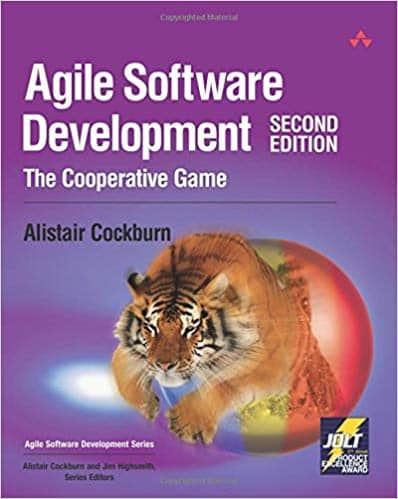 Agile Software
Development SECOND EDITION
The Cooperative Game
Alistair Cockburn
Agile Software Development Series
Alistair Cockburn and Jim Highsmith,
Series Editors
JOLT
PRODUCT
EXCELLENCE
AWARD